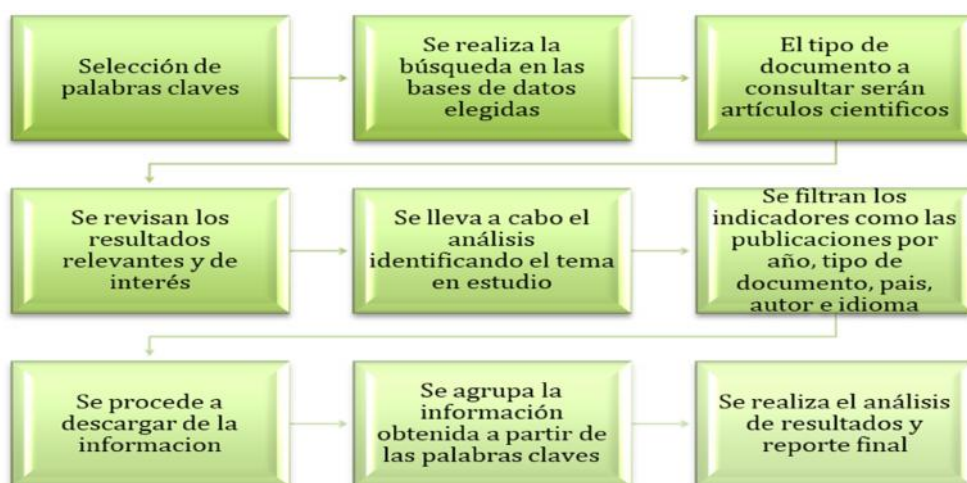 Selección de
palabras claves
Se realiza la
búsqueda en las
bases de datos
elegidas
El tipo de
documento a
consultar serán
artículos cientificos
Se revisan los
resultados
relevantes y de
interés
Se lleva a cabo el
análisis
identificando el tema
en estudio
Se filtran los
indicadores como las
publicaciones por
año, tipo de
documento, pais,
autor e idioma
Se procede a
descargar de la
informacion
Se agrupa la
información
obtenida a partir de
las palabras claves
Se realiza el análisis
de resultados y
reporte final